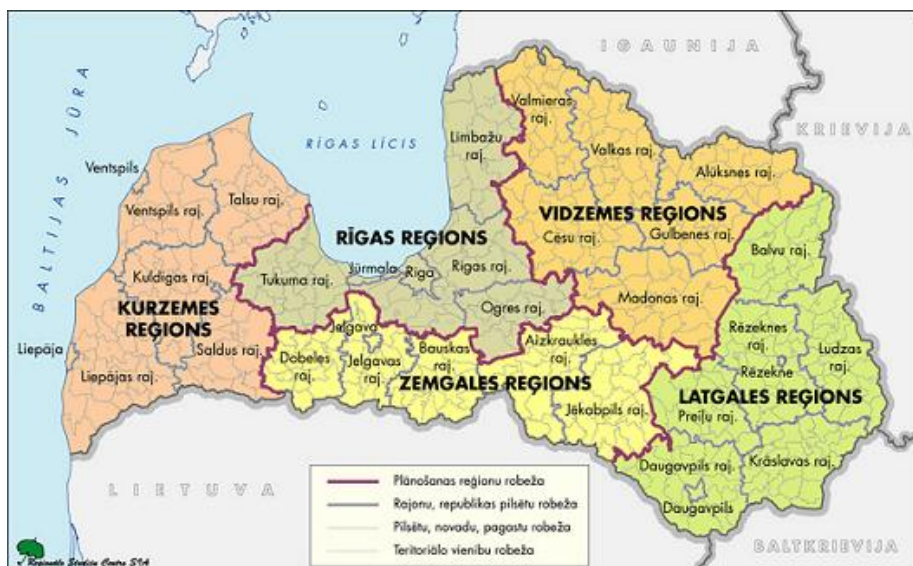 IGAUNIJA
KRIEVIJA
BALTIJAS JŪRA
RĪGAS LĪCIS
Valmieras
raj.
Limbažu
raj.
Valkas raj.
Alūksnes raj.
Ventspils
Ventspils raj.
Talsu raj.
VIDZEMES REĢIONS
Cēsu raj.
Gulbenes raj.
RĪGAS REĢIONS
Balvu raj.
Kuldīgas raj.
Tukuma raj.
Jūrmala
Rīga
Rīgas raj.
Ogres raj.
Madonas raj.
KURZEMES
REĢIONS
Liepāja
Saldus raj.
Liepājas raj.
Jelgava
Dobeles
raj.
Jelgavas
raj.
Bauskas
raj.
Aizkraukles
raj.
ZEMGALES REĢIONS
Jēkabpils raj.
Rēzeknes
raj.
Rēzekne
Ludzas
raj.
LATGALES REĢIONS
Preiļu raj.
Daugavpils raj.
Krāslavas raj.
Daugavpils
LIETUVA
BALTKRIEVIJA
Plānošanas reģionu robeža
Rajonu, republikas pilsētu robeža
Pilsētu, novadu, pagastu robeža
Teritoriālo vienību robeža
Reģionālo Studiju Centrs SIA